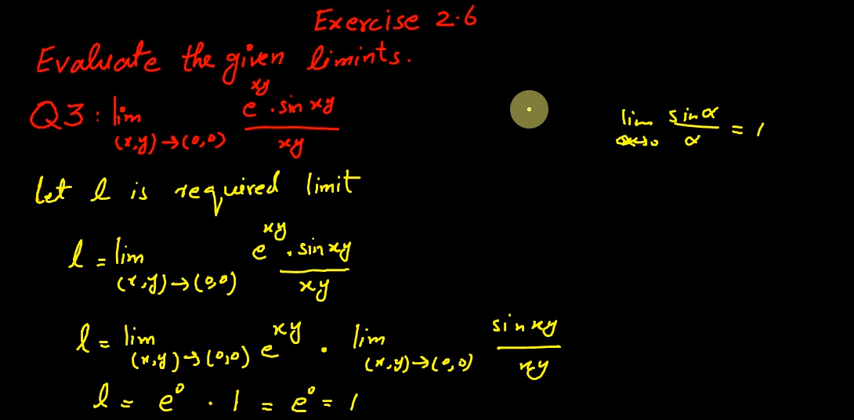 Exercise 2.6
Evaluate the given limints.
Q3: lim (x,y)→(0,0) e^xy · sin xy / xy
lim α→0 sin α / α = 1
Let l is required limit
l = lim (x,y)→(0,0) e^xy · sin xy / xy
l = lim (x,y)→(0,0) e^xy · lim (x,y)→(0,0) sin xy / xy
l = e^0 · 1 = e^0 = 1